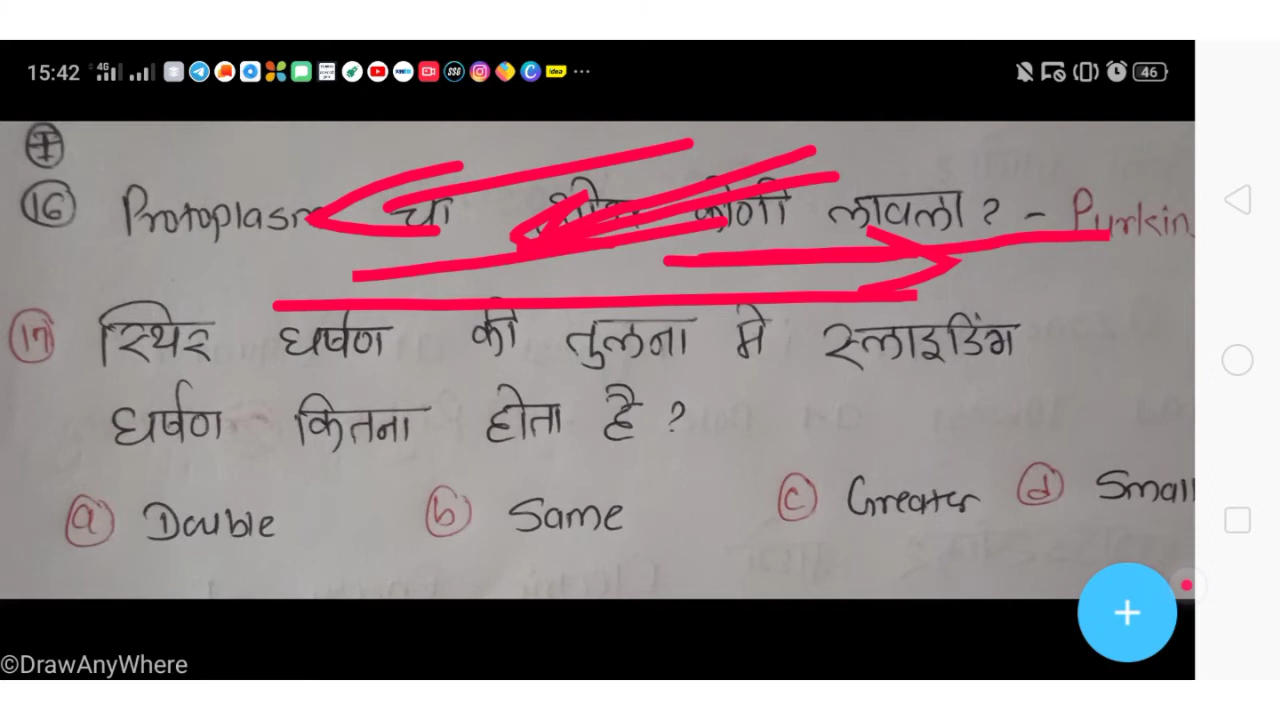 15:42 4G 46
I
16 Protoplasm चा कोणी लावला? - Purkin
17 स्थिर घर्षण की तुलना मे स्लाइडिंग
घर्षण कितना होता है ?
a Double b Same c Greater d Small
©DrawAnyWhere